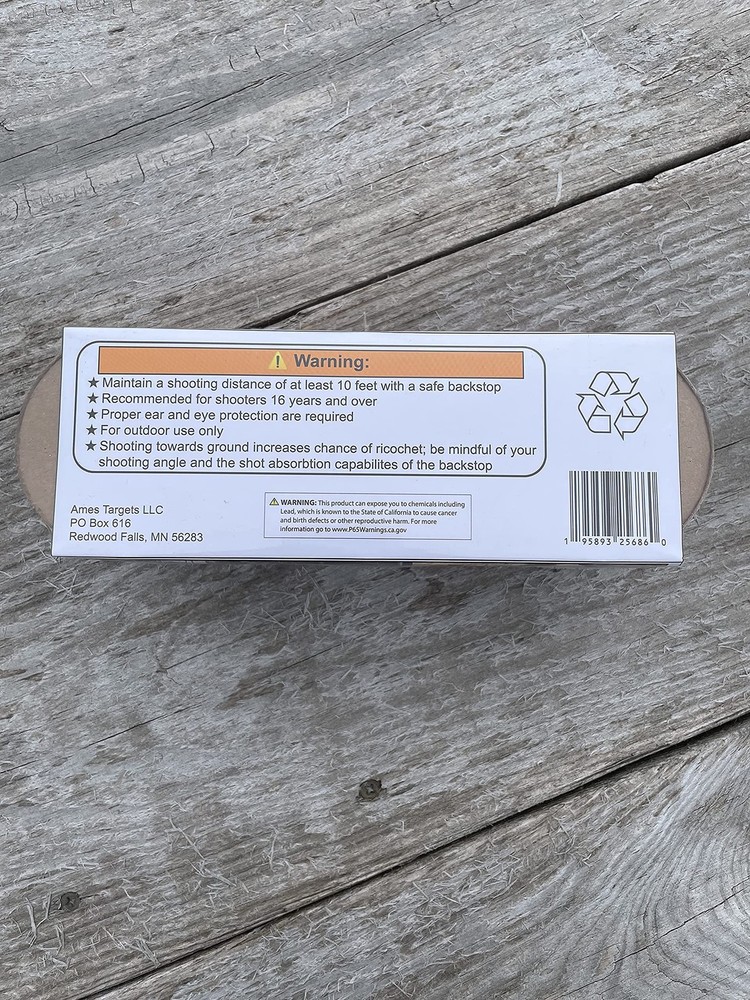 ⚠ Warning:
★ Maintain a shooting distance of at least 10 feet with a safe backstop
★ Recommended for shooters 16 years and over
★ Proper ear and eye protection are required
★ For outdoor use only
★ Shooting towards ground increases chance of ricochet; be mindful of your
shooting angle and the shot absorbtion capabilites of the backstop
Ames Targets LLC
PO Box 616
Redwood Falls, MN 56283
⚠ WARNING: This product can expose you to chemicals including
Lead, which is known to the State of California to cause cancer
and birth defects or other reproductive harm. For more
information go to www.P65Warnings.ca.gov
1 95893 25686 0